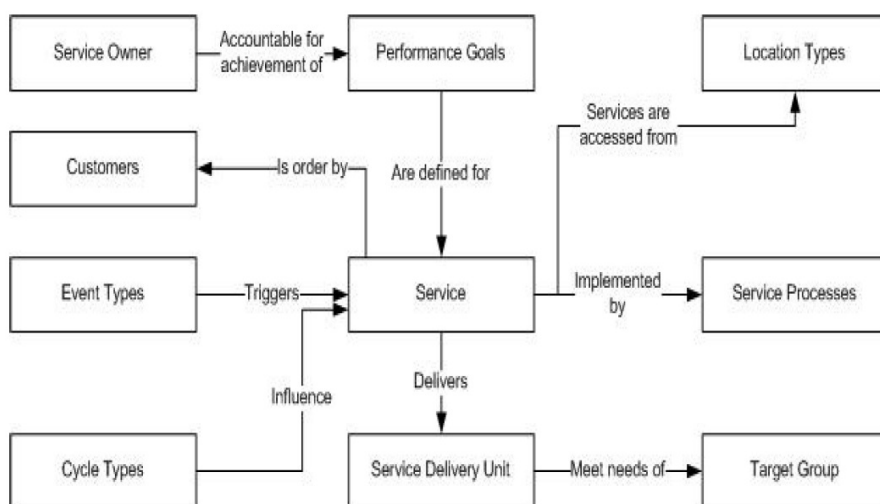 Service Owner
Accountable for
achievement of
Performance Goals
Location Types
Services are
accessed from
Customers
Is order by
Are defined for
Event Types
Triggers
Service
Implemented
by
Service Processes
Influence
Delivers
Cycle Types
Service Delivery Unit
Meet needs of
Target Group